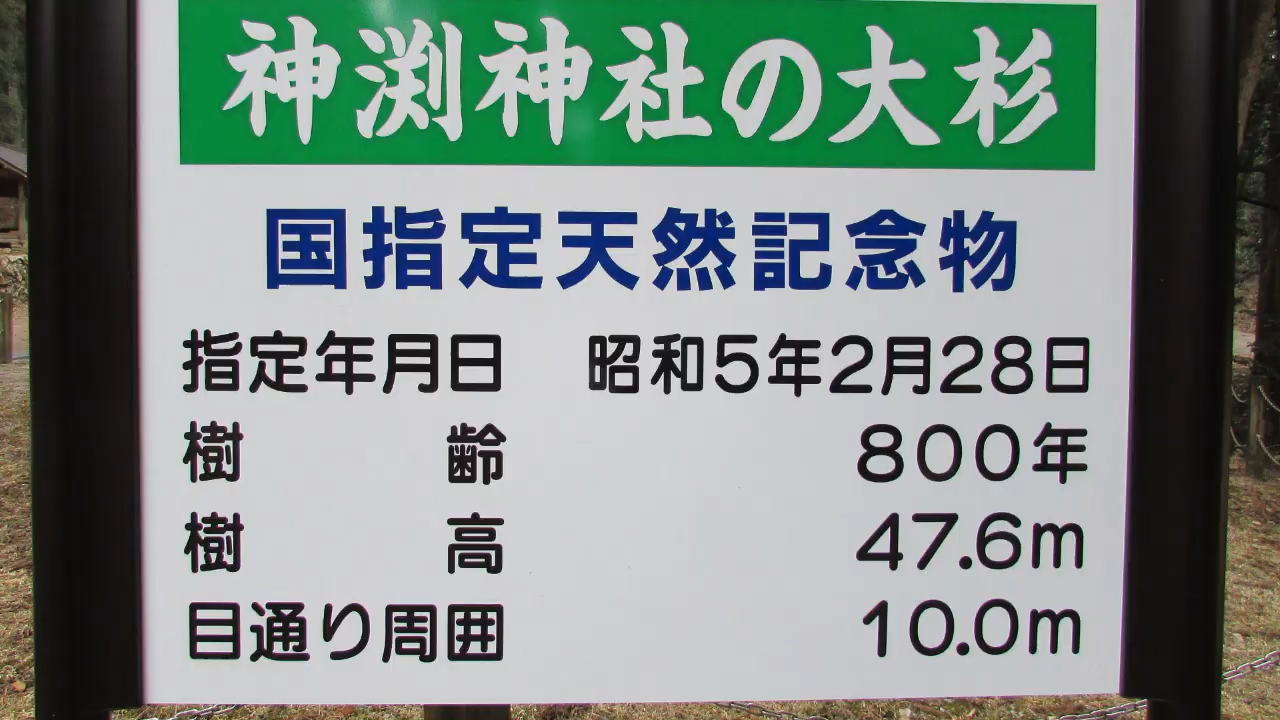 神渕神社の大杉
国指定天然記念物
指定年月日 昭和5年2月28日
樹齢 800年
樹高 47.6m
目通り周囲 10.0m